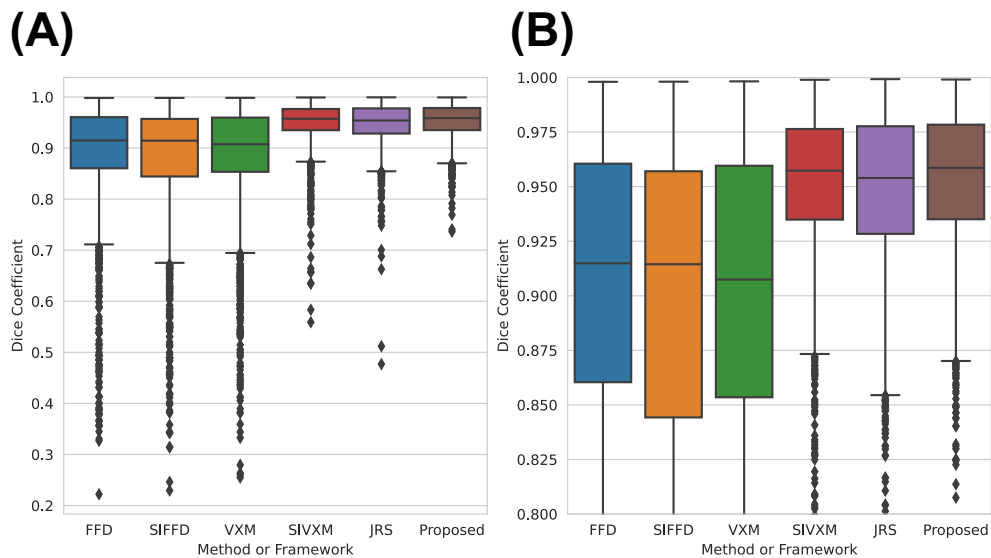 (A)
Dice Coefficient
1.0
0.9
0.8
0.7
0.6
0.5
0.4
0.3
0.2
FFD SIFFD VXM SIVXM JRS Proposed
Method or Framework
(B)
Dice Coefficient
1.000
0.975
0.950
0.925
0.900
0.875
0.850
0.825
0.800
FFD SIFFD VXM SIVXM JRS Proposed
Method or Framework